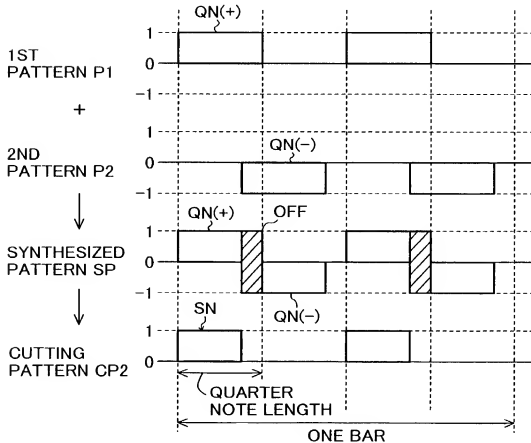 QN(+)
1
1ST
PATTERN P1
0
−1
+
1
2ND
PATTERN P2
0
QN(−)
−1
QN(+)
OFF
1
SYNTHESIZED
PATTERN SP
0
−1
QN(−)
SN
1
CUTTING
PATTERN CP2
0
QUARTER
NOTE LENGTH
ONE BAR